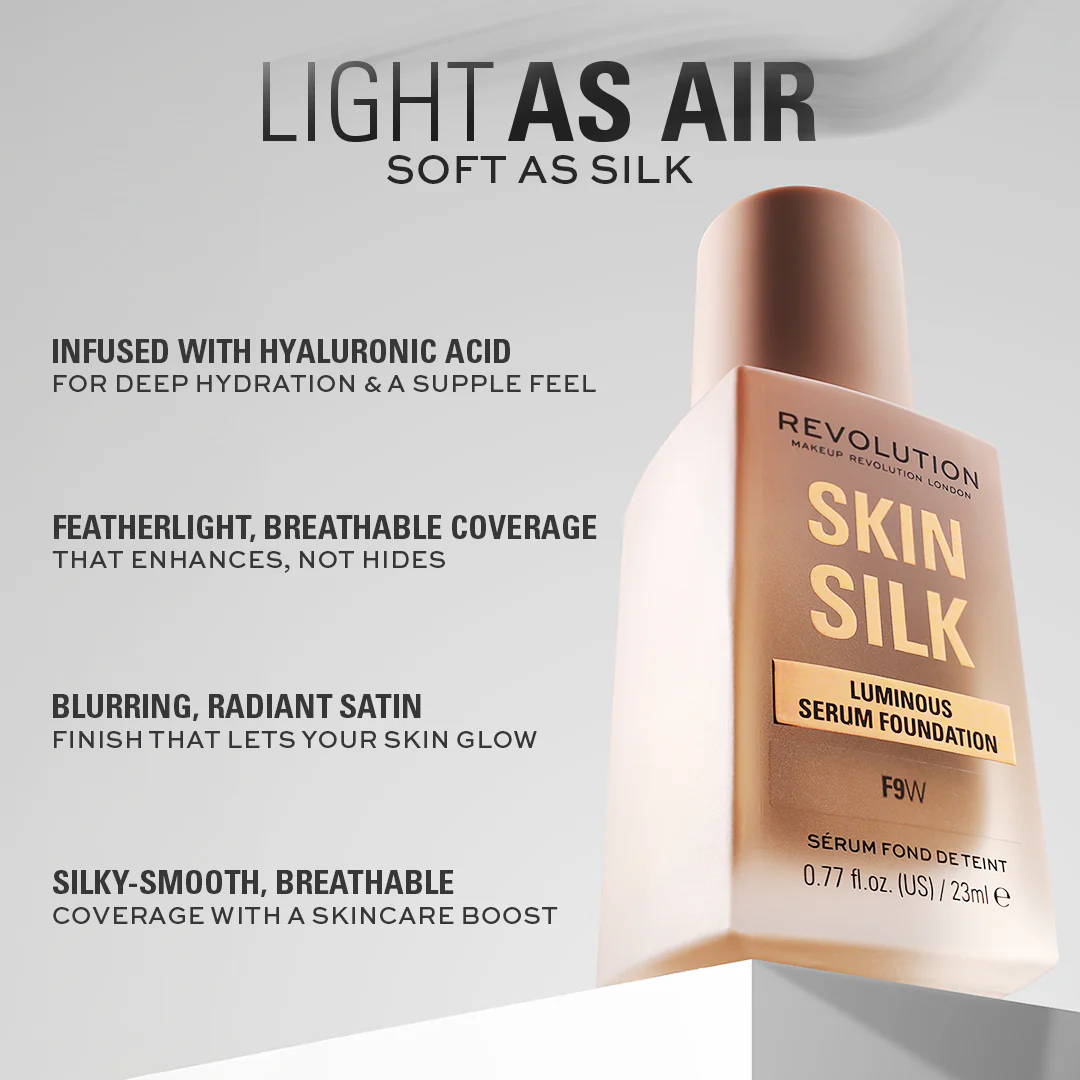 LIGHT AS AIR
SOFT AS SILK
INFUSED WITH HYALURONIC ACID
FOR DEEP HYDRATION & A SUPPLE FEEL
FEATHERLIGHT, BREATHABLE COVERAGE
THAT ENHANCES, NOT HIDES
BLURRING, RADIANT SATIN
FINISH THAT LETS YOUR SKIN GLOW
SILKY-SMOOTH, BREATHABLE
COVERAGE WITH A SKINCARE BOOST
REVOLUTION
MAKEUP REVOLUTION LONDON
SKIN
SILK
LUMINOUS
SERUM FOUNDATION
F9W
SÉRUM FOND DE TEINT
0.77 fl.oz. (US) / 23ml ℮